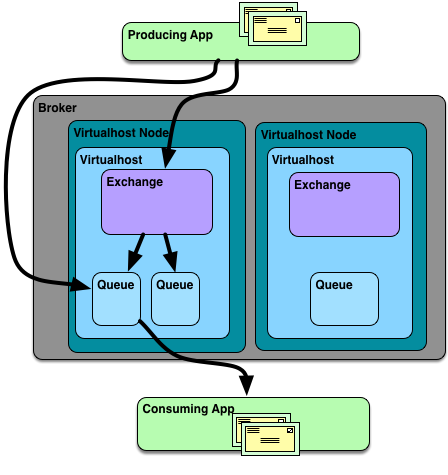 Producing App
Broker
Virtualhost Node
Virtualhost Node
Virtualhost
Virtualhost
Exchange
Exchange
Queue
Queue
Queue
Consuming App